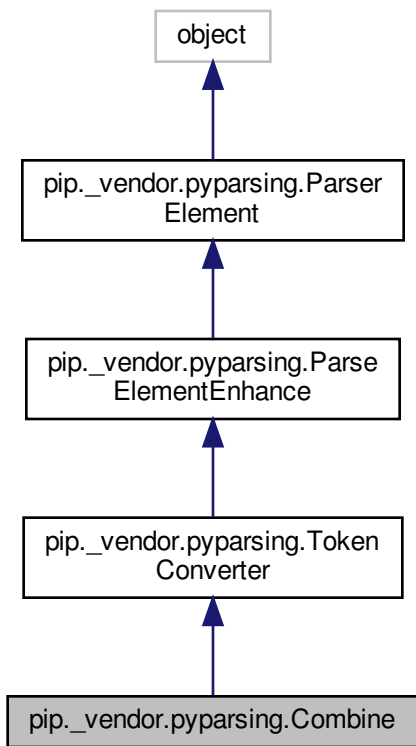 object
pip._vendor.pyparsing.Parser
Element
pip._vendor.pyparsing.Parse
ElementEnhance
pip._vendor.pyparsing.Token
Converter
pip._vendor.pyparsing.Combine